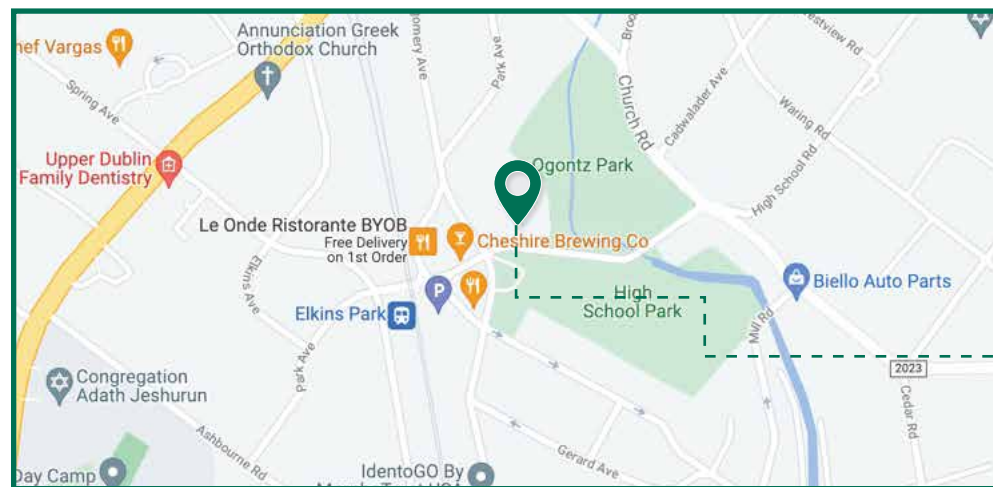 hef Vargas
Annunciation Greek
Orthodox Church
gomery Ave
Park Ave
Broo
Church Rd
Cadwalader Ave
estview Rd
Waring Rd
High School Rd
Spring Ave
Upper Dublin
Family Dentistry
Ogontz Park
Le Onde Ristorante BYOB
Free Delivery
on 1st Order
Cheshire Brewing Co
Elkins Ave
P
Elkins Park
High
School Park
Biello Auto Parts
Mill Rd
2023
Cedar Rd
Park Ave
Congregation
Adath Jeshurun
Ashbourne Rd
Gerard Ave
Day Camp
IdentoGO By